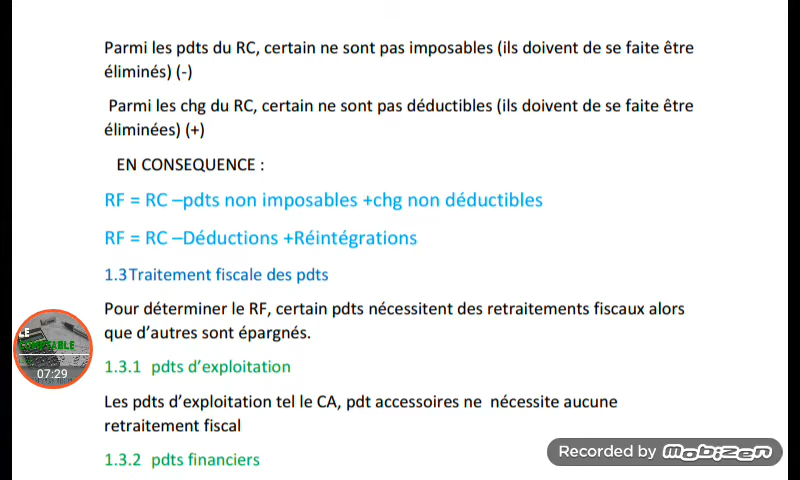 Parmi les pdts du RC, certain ne sont pas imposables (ils doivent de se faite être
éliminés) (-)
Parmi les chg du RC, certain ne sont pas déductibles (ils doivent de se faite être
éliminées) (+)
EN CONSEQUENCE :
RF = RC –pdts non imposables +chg non déductibles
RF = RC –Déductions +Réintégrations
1.3 Traitement fiscale des pdts
Pour déterminer le RF, certain pdts nécessitent des retraitements fiscaux alors
que d’autres sont épargnés.
07:29
1.3.1 pdts d’exploitation
Les pdts d’exploitation tel le CA, pdt accessoires ne nécessite aucune
retraitement fiscal
Recorded by Mobizen
1.3.2 pdts financiers